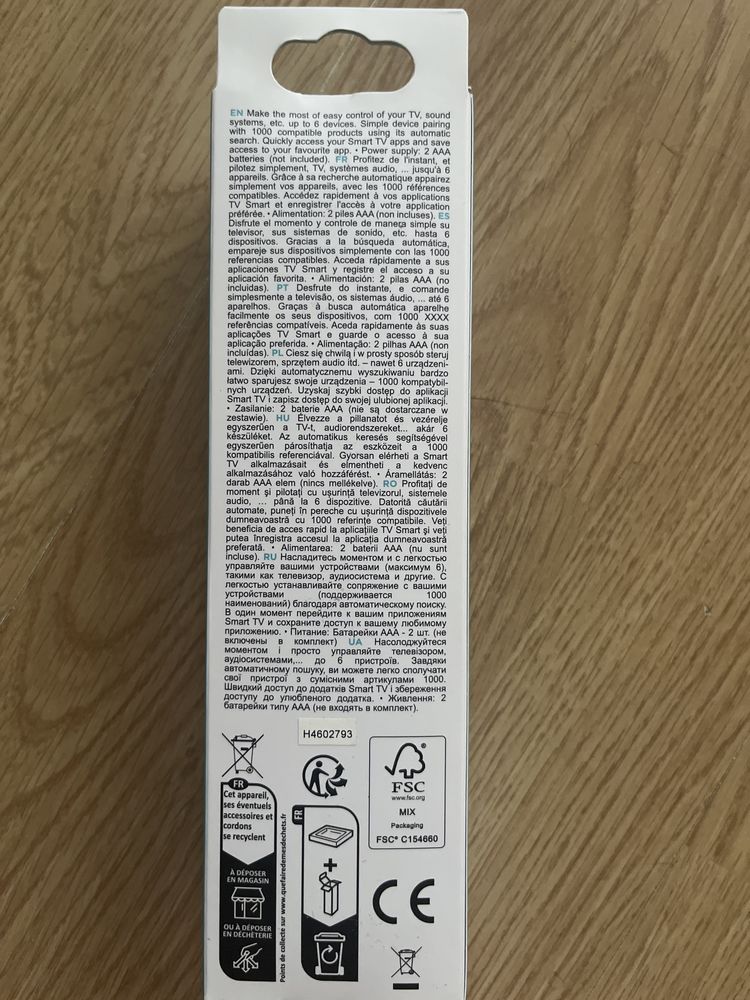 EN Make the most of easy control of your TV, sound
systems, etc. up to 6 devices. Simple device pairing
with 1000 compatible products using its automatic
search. Quickly access your Smart TV apps and save
access to your favourite app. • Power supply: 2 AAA
batteries (not included). FR Profitez de l'instant, et
pilotez simplement, TV, systèmes audio, ... jusqu'à 6
appareils. Grâce à sa recherche automatique appairez
simplement vos appareils, avec les 1000 références
compatibles. Accédez rapidement à vos applications
TV Smart et enregistrer l'accès à votre application
préférée. • Alimentation: 2 piles AAA (non incluses). ES
Disfrute el momento y controle de manera simple su
televisor, sus sistemas de sonido, etc. hasta 6
dispositivos. Gracias a la búsqueda automática,
empareje sus dispositivos simplemente con las 1000
referencias compatibles. Acceda rápidamente a sus
aplicaciones TV Smart y registre el acceso a su
aplicación favorita. • Alimentación: 2 pilas AAA (no
incluidas). PT Desfrute do instante, e comande
simplesmente a televisão, os sistemas áudio, ... até 6
aparelhos. Graças à busca automática aparelhe
facilmente os seus dispositivos, com 1000 XXXX
referências compatíveis. Aceda rapidamente às suas
aplicações TV Smart e guarde o acesso à sua
aplicação preferida. • Alimentação: 2 pilhas AAA (non
incluídas). PL Ciesz się chwilą i w prosty sposób steruj
telewizorem, sprzętem audio itd. – nawet 6 urządzeni-
ami. Dzięki automatycznemu wyszukiwaniu bardzo
łatwo sparujesz swoje urządzenia – 1000 kompatybil-
nych urządzeń. Uzyskaj szybki dostęp do aplikacji
Smart TV i zapisz dostęp do swojej ulubionej aplikacji.
• Zasilanie: 2 baterie AAA (nie są dostarczane w
zestawie). HU Élvezze a pillanatot és vezérelje
egyszerűen a TV-t, audiorendszereket... akár 6
készüléket. Az automatikus keresés segítségével
egyszerűen párosíthatja az eszközeit a 1000
kompatibilis referenciával. Gyorsan elérheti a Smart
TV alkalmazásait és elmentheti a kedvenc
alkalmazásához való hozzáférést. • Áramellátás: 2
darab AAA elem (nincs mellékelve). RO Profitați de
moment și pilotați cu ușurință televizorul, sistemele
audio, ... până la 6 dispozitive. Datorită căutării
automate, puneți în pereche cu ușurință dispozitivele
dumneavoastră cu 1000 referințe compatibile. Veți
beneficia de acces rapid la aplicațiile TV Smart și veți
putea înregistra accesul la aplicația dumneavoastră
preferată. • Alimentarea: 2 baterii AAA (nu sunt
incluse). RU Насладитесь моментом и с легкостью
управляйте вашими устройствами (максимум 6),
такими как телевизор, аудиосистема и другие. С
легкостью устанавливайте сопряжение с вашими
устройствами (поддерживается 1000
наименований) благодаря автоматическому поиску.
В один момент перейдите к вашим приложениям
Smart TV и сохраните доступ к вашему любимому
приложению. • Питание: Батарейки AAA - 2 шт. (не
включены в комплект) UA Насолоджуйтеся
моментом і просто управляйте телевізором,
аудіосистемами,... до 6 пристроїв. Завдяки
автоматичному пошуку, ви можете легко сполучати
свої пристрої з сумісними артикулами 1000.
Швидкий доступ до додатків Smart TV і збереження
доступу до улюбленого додатка. • Живлення: 2
батарейки типу AAA (не входять в комплект).
H4602793
FR
Cet appareil,
ses éventuels
accessoires et
cordons
se recyclent
À DÉPOSER
EN MAGASIN
OU À DÉPOSER
EN DÉCHÈTERIE
Points de collecte sur www.quefairedemesdechets.fr
FR
+
FSC
www.fsc.org
MIX
Packaging
FSC® C154660
CE